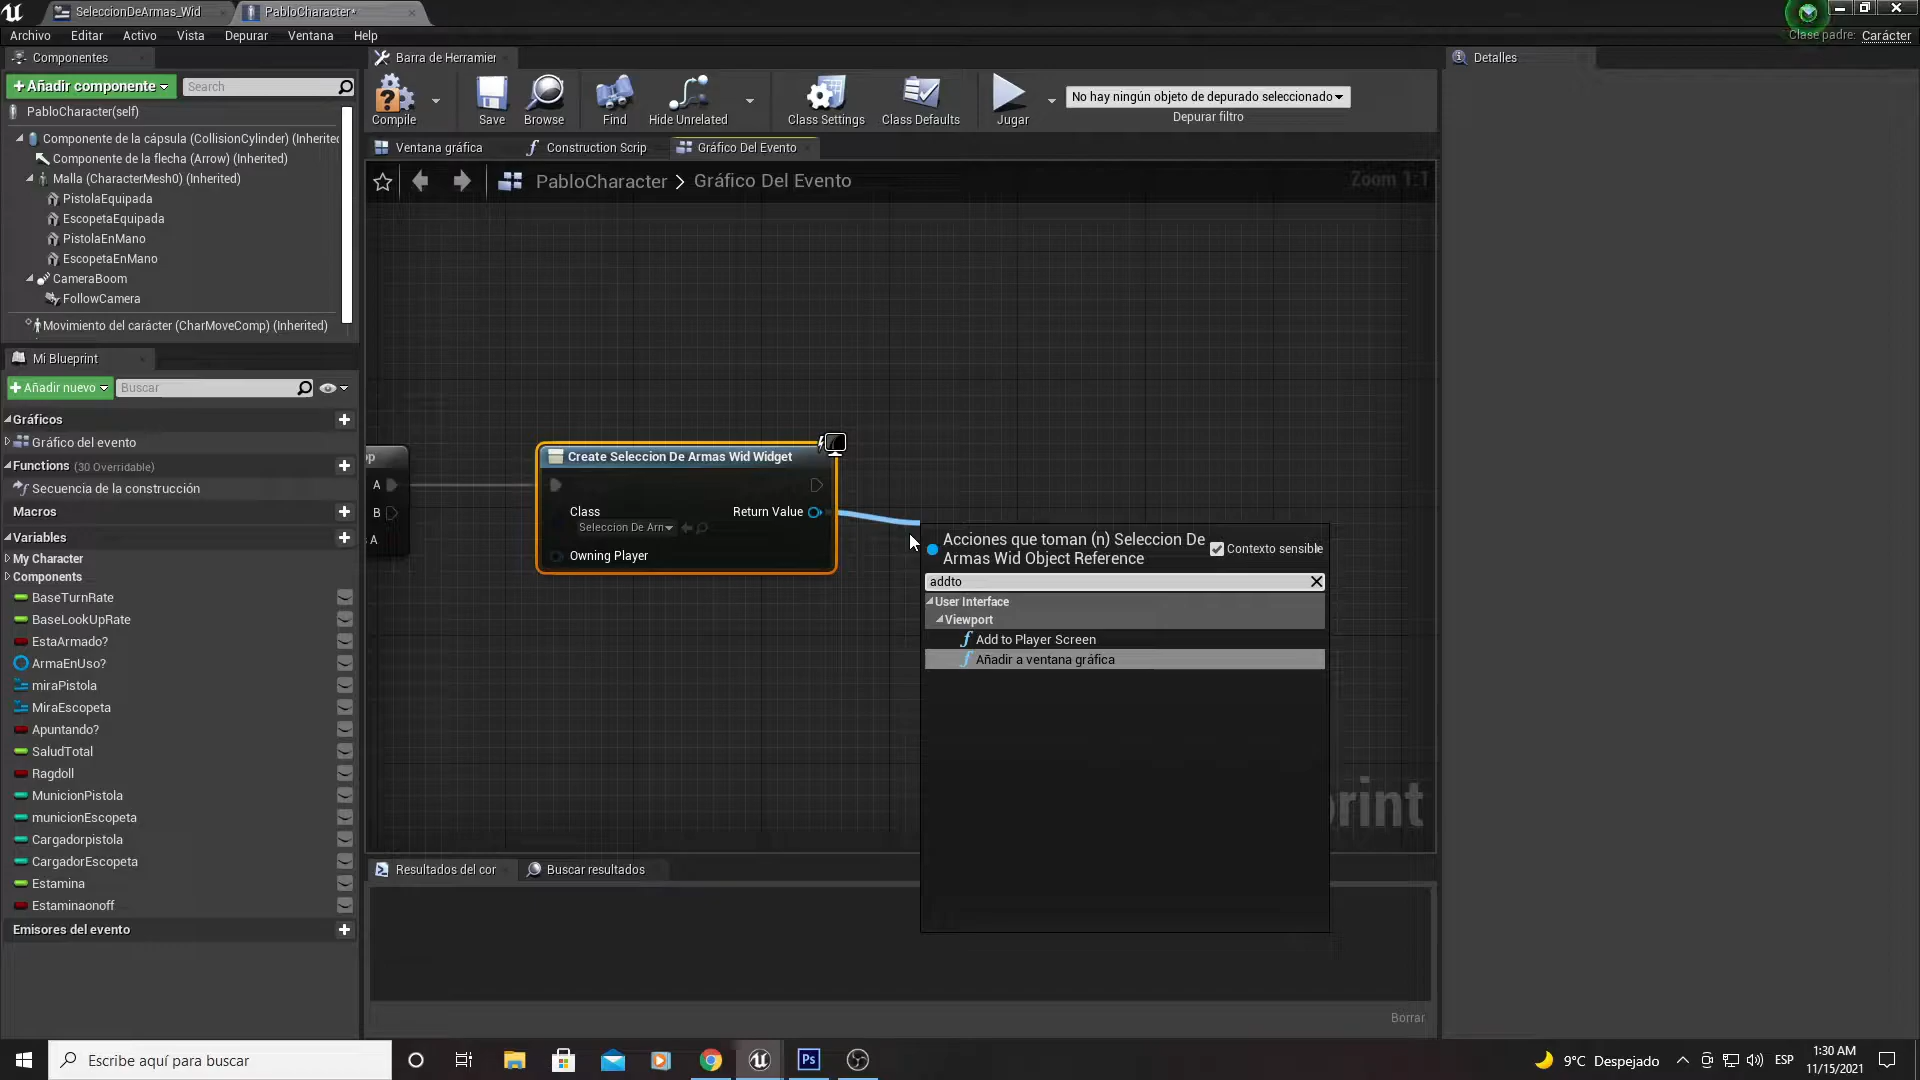 SeleccionDeArmas_Wid
PabloCharacter*
Archivo Editar Activo Vista Depurar Ventana Help
Clase padre: Carácter
Componentes
Barra de Herramier
Detalles
Añadir componente
Search
PabloCharacter(self)
Componente de la cápsula (CollisionCylinder) (Inherited
Componente de la flecha (Arrow) (Inherited)
Malla (CharacterMesh0) (Inherited)
PistolaEquipada
EscopetaEquipada
PistolaEnMano
EscopetaEnMano
CameraBoom
FollowCamera
Movimiento del carácter (CharMoveComp) (Inherited)
Compile
Save
Browse
Find
Hide Unrelated
Class Settings
Class Defaults
Jugar
No hay ningún objeto de depurado seleccionado
Depurar filtro
Ventana gráfica
Construction Scrip
Gráfico Del Evento
PabloCharacter > Gráfico Del Evento
Zoom 1:1
Mi Blueprint
Añadir nuevo
Buscar
Gráficos
Gráfico del evento
Functions (30 Overridable)
Secuencia de la construcción
Macros
Variables
My Character
Components
BaseTurnRate
BaseLookUpRate
EstaArmado?
ArmaEnUso?
miraPistola
MiraEscopeta
Apuntando?
SaludTotal
Ragdoll
MunicionPistola
municionEscopeta
Cargadorpistola
CargadorEscopeta
Estamina
Estaminaonoff
Emisores del evento
op
A
B
A
Create Seleccion De Armas Wid Widget
Class
Seleccion De Arn
Return Value
Owning Player
Acciones que toman (n) Seleccion De
Armas Wid Object Reference
Contexto sensible
addto
User Interface
Viewport
Add to Player Screen
Añadir a ventana gráfica
rint
Resultados del cor
Buscar resultados
Borrar
Escribe aquí para buscar
Ps
9°C Despejado
ESP
1:30 AM
11/15/2021